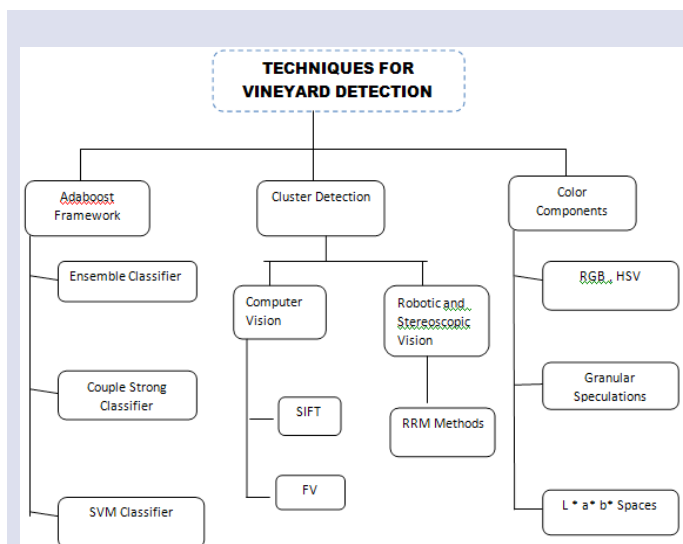 TECHNIQUES FOR
VINEYARD DETECTION
Adaboost
Framework
Cluster Detection
Color
Components
Ensemble Classifier
Computer
Vision
Robotic and
Stereoscopic
Vision
RGB , HSV
Couple Strong
Classifier
SIFT
RRM Methods
Granular
Speculations
SVM Classifier
FV
L * a* b* Spaces